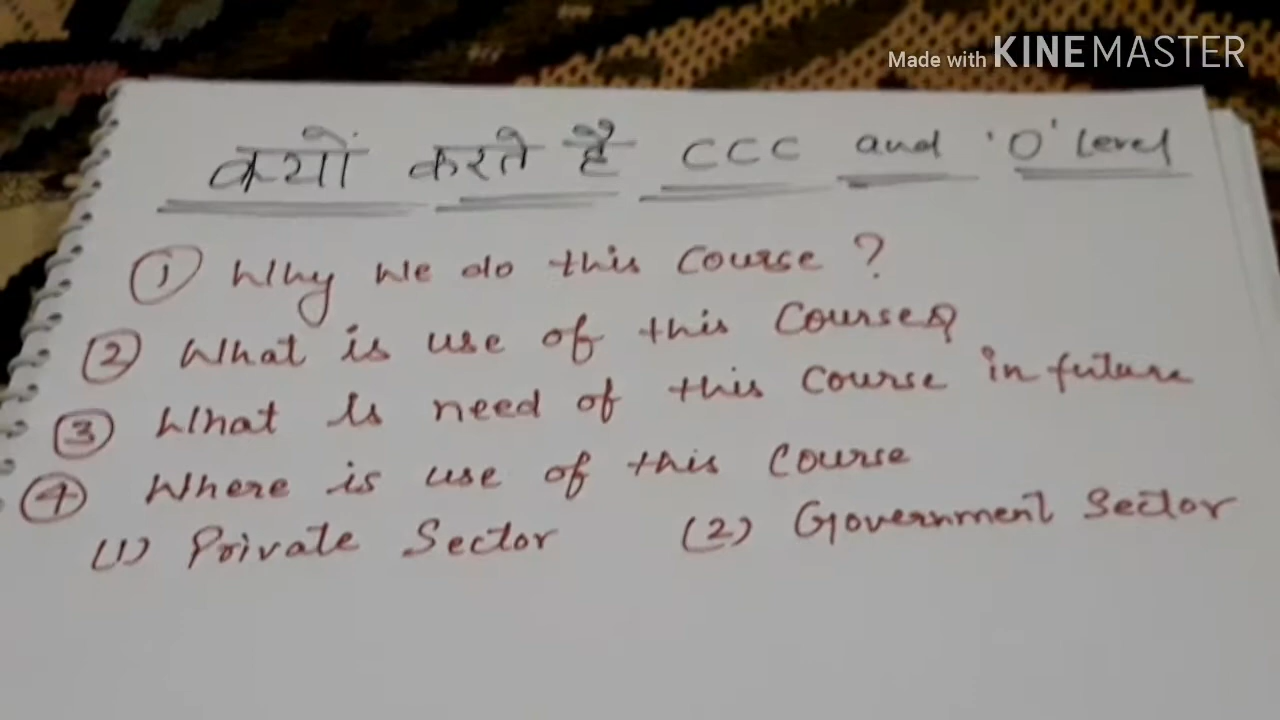 Made with KINEMASTER
क्यों करते है CCC and 'O' Level
① Why We do this Course ?
② What is use of this Course?
③ What Is need of this Course in future
④ Where is use of this Course
(1) Private Sector (2) Government Sector